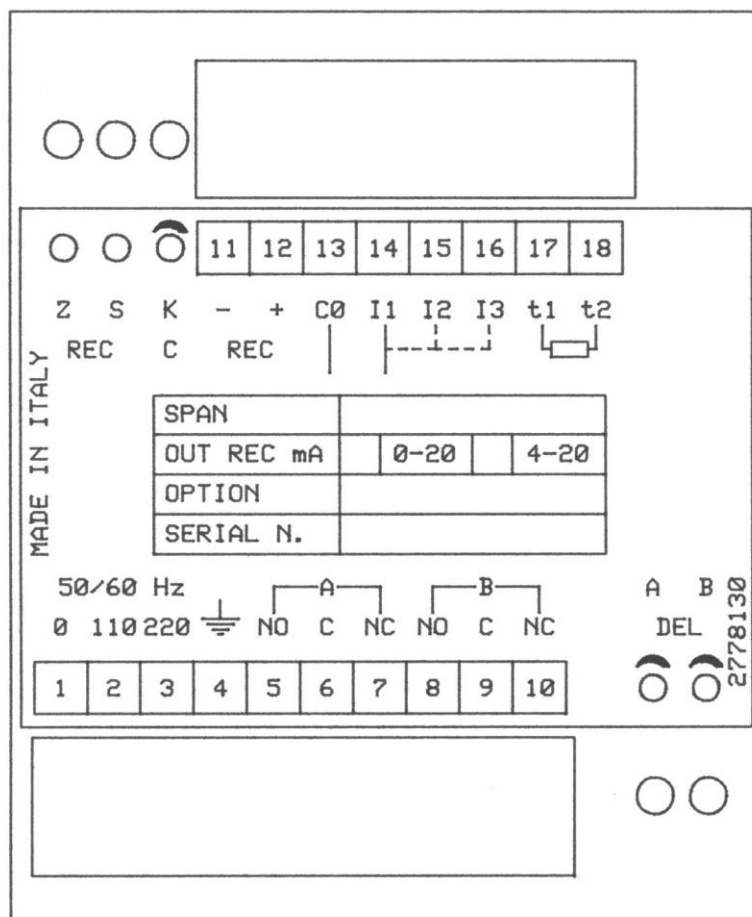 11 12 13 14 15 16 17 18
Z S K - + C0 I1 I2 I3 t1 t2
REC C REC
MADE IN ITALY
SPAN
OUT REC mA 0-20 4-20
OPTION
SERIAL N.
50/60 Hz A B A B
0 110 220 NO C NC NO C NC DEL
2778130
1 2 3 4 5 6 7 8 9 10